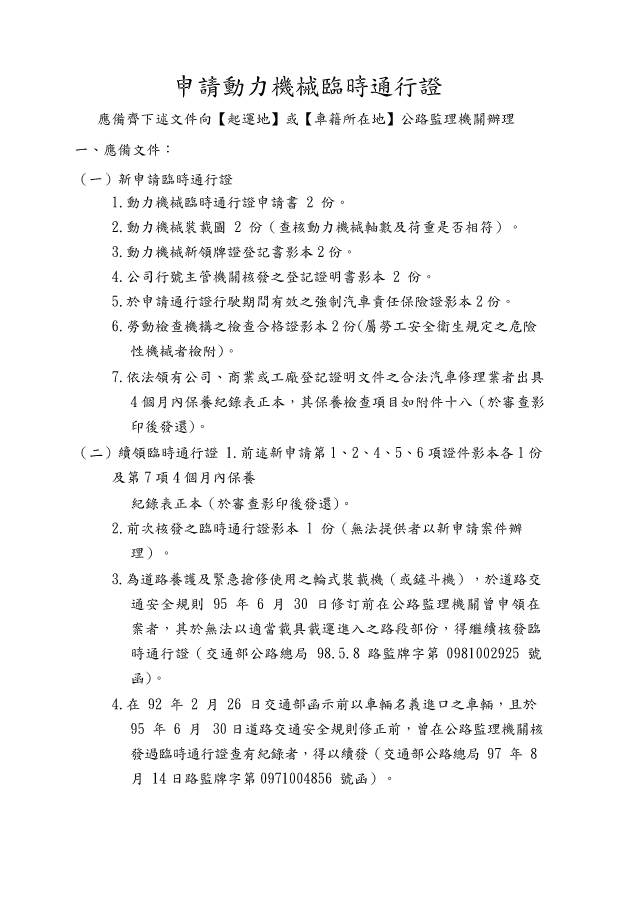 申請動力機械臨時通行證
應備齊下述文件向【起運地】或【車籍所在地】公路監理機關辦理
一、應備文件：
（一）新申請臨時通行證
1.動力機械臨時通行證申請書 2 份。
2.動力機械裝載圖 2 份（查核動力機械軸數及荷重是否相符）。
3.動力機械新領牌證登記書影本2份。
4.公司行號主管機關核發之登記證明書影本 2 份。
5.於申請通行證行駛期間有效之強制汽車責任保險證影本2份。
6.勞動檢查機構之檢查合格證影本2份(屬勞工安全衛生規定之危險
性機械者檢附)。
7.依法領有公司、商業或工廠登記證明文件之合法汽車修理業者出具
4個月內保養紀錄表正本，其保養檢查項目如附件十八（於審查影
印後發還)。
（二）續領臨時通行證 1.前述新申請第1、2、4、5、6項證件影本各1份
及第7項4個月內保養
紀錄表正本（於審查影印後發還)。
2.前次核發之臨時通行證影本 1 份（無法提供者以新申請案件辦
理）。
3.為道路養護及緊急搶修使用之輪式裝載機（或鏟斗機），於道路交
通安全規則 95 年 6 月 30 日修訂前在公路監理機關曾申領在
案者，其於無法以適當載具載運進入之路段部份，得繼續核發臨
時通行證（交通部公路總局 98.5.8 路監牌字第 0981002925 號
函)。
4.在 92 年 2 月 26 日交通部函示前以車輛名義進口之車輛，且於
95 年 6 月 30日道路交通安全規則修正前，曾在公路監理機關核
發過臨時通行證查有紀錄者，得以續發（交通部公路總局 97 年 8
月 14日路監牌字第0971004856 號函）。